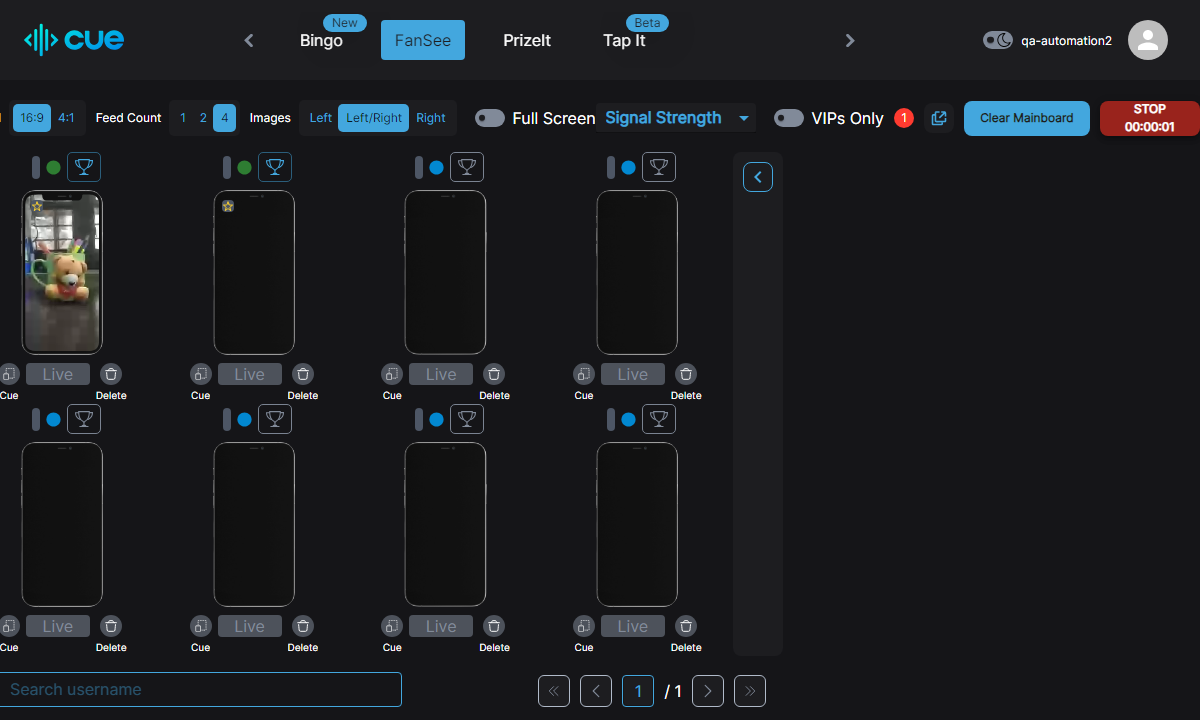 New
Beta
cue
Bingo
FanSee
PrizeIt
Tap It
qa-automation2
16:9
4:1
Feed Count
1
2
4
Images
Left
Left/Right
Right
Full Screen
Signal Strength
VIPs Only
1
Clear Mainboard
STOP
00:00:01
Live
Live
Live
Live
Cue
Delete
Cue
Delete
Cue
Delete
Cue
Delete
Live
Live
Live
Live
Cue
Delete
Cue
Delete
Cue
Delete
Cue
Delete
Search username
1
/ 1